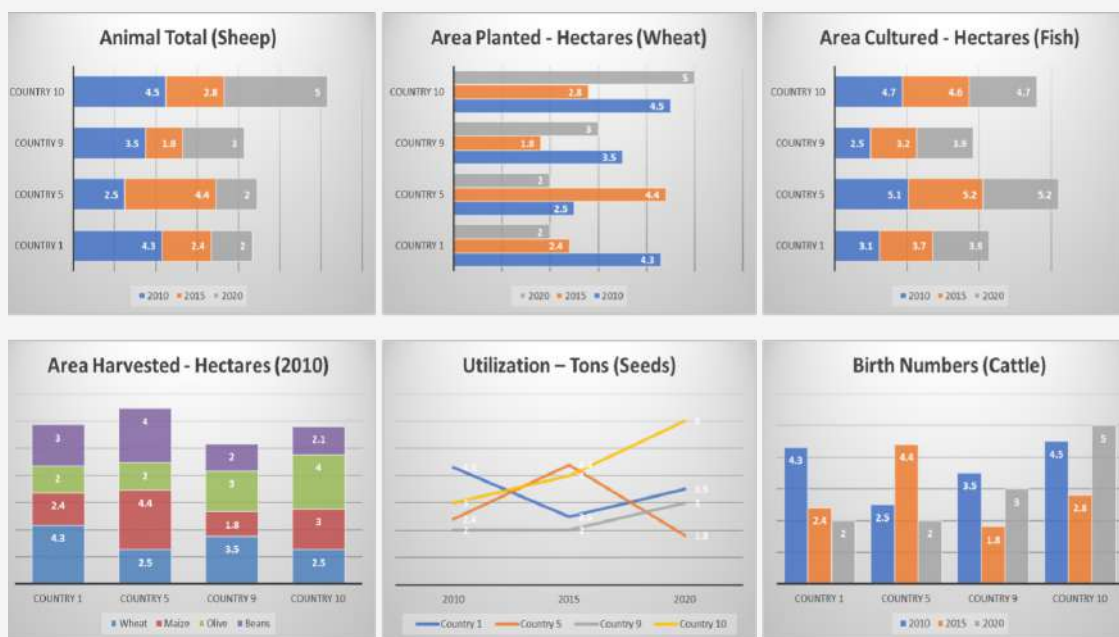 Animal Total (Sheep)
COUNTRY 10
4.5 2.8 5
COUNTRY 9
3.5 1.8 3
COUNTRY 5
2.5 4.4 2
COUNTRY 1
4.3 2.4 2
2010 2015 2020
Area Planted - Hectares (Wheat)
5
COUNTRY 10
2.8
4.5
3
COUNTRY 9
1.8
3.5
2
COUNTRY 5
4.4
2.5
2
COUNTRY 1
2.4
4.3
2020 2015 2010
Area Cultured - Hectares (Fish)
COUNTRY 10
4.7 4.6 4.7
COUNTRY 9
2.5 3.2 3.9
COUNTRY 5
5.1 5.2 5.2
COUNTRY 1
3.1 3.7
2010 2015 2020
Area Harvested - Hectares (2010)
3 4 2 2.1
2 2 3 4
2.4 4.4 1.8 3
4.3 2.5 3.5 2.5
COUNTRY 1 COUNTRY 5 COUNTRY 9 COUNTRY 10
Wheat Maize Olive Beans
Utilization – Tons (Seeds)
3.5
2.4
1.8
2010 2015 2020
Country 1 Country 5 Country 9 Country 10
Birth Numbers (Cattle)
4.3 2.4 2
2.5 4.4 2
3.5 1.8 3
4.5 2.8 5
COUNTRY 1 COUNTRY 5 COUNTRY 9 COUNTRY 10
2010 2015 2020